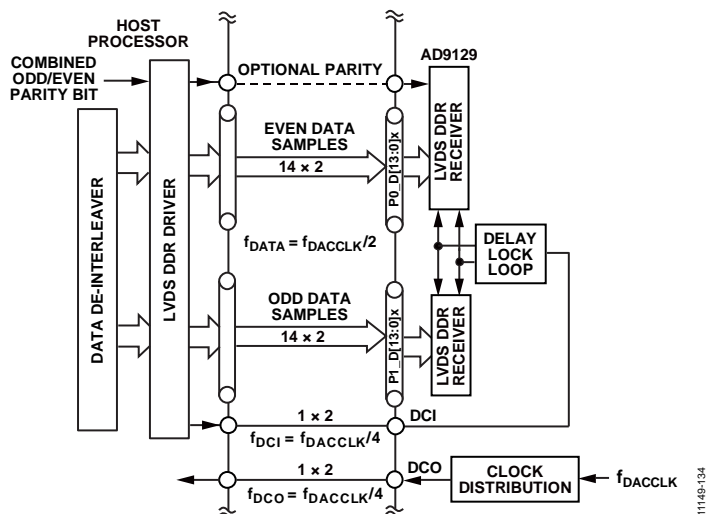 HOST
PROCESSOR
AD9129
COMBINED
ODD/EVEN
PARITY BIT
OPTIONAL PARITY
DATA DE-INTERLEAVER
LVDS DDR DRIVER
EVEN DATA
SAMPLES
14 × 2
P0_D[13:0]x
LVDS DDR
RECEIVER
fDATA = fDACCLK/2
DELAY
LOCK
LOOP
ODD DATA
SAMPLES
14 × 2
P1_D[13:0]x
LVDS DDR
RECEIVER
1 × 2
DCI
fDCI = fDACCLK/4
1 × 2
DCO
fDCO = fDACCLK/4
CLOCK
DISTRIBUTION
fDACCLK
11149-134